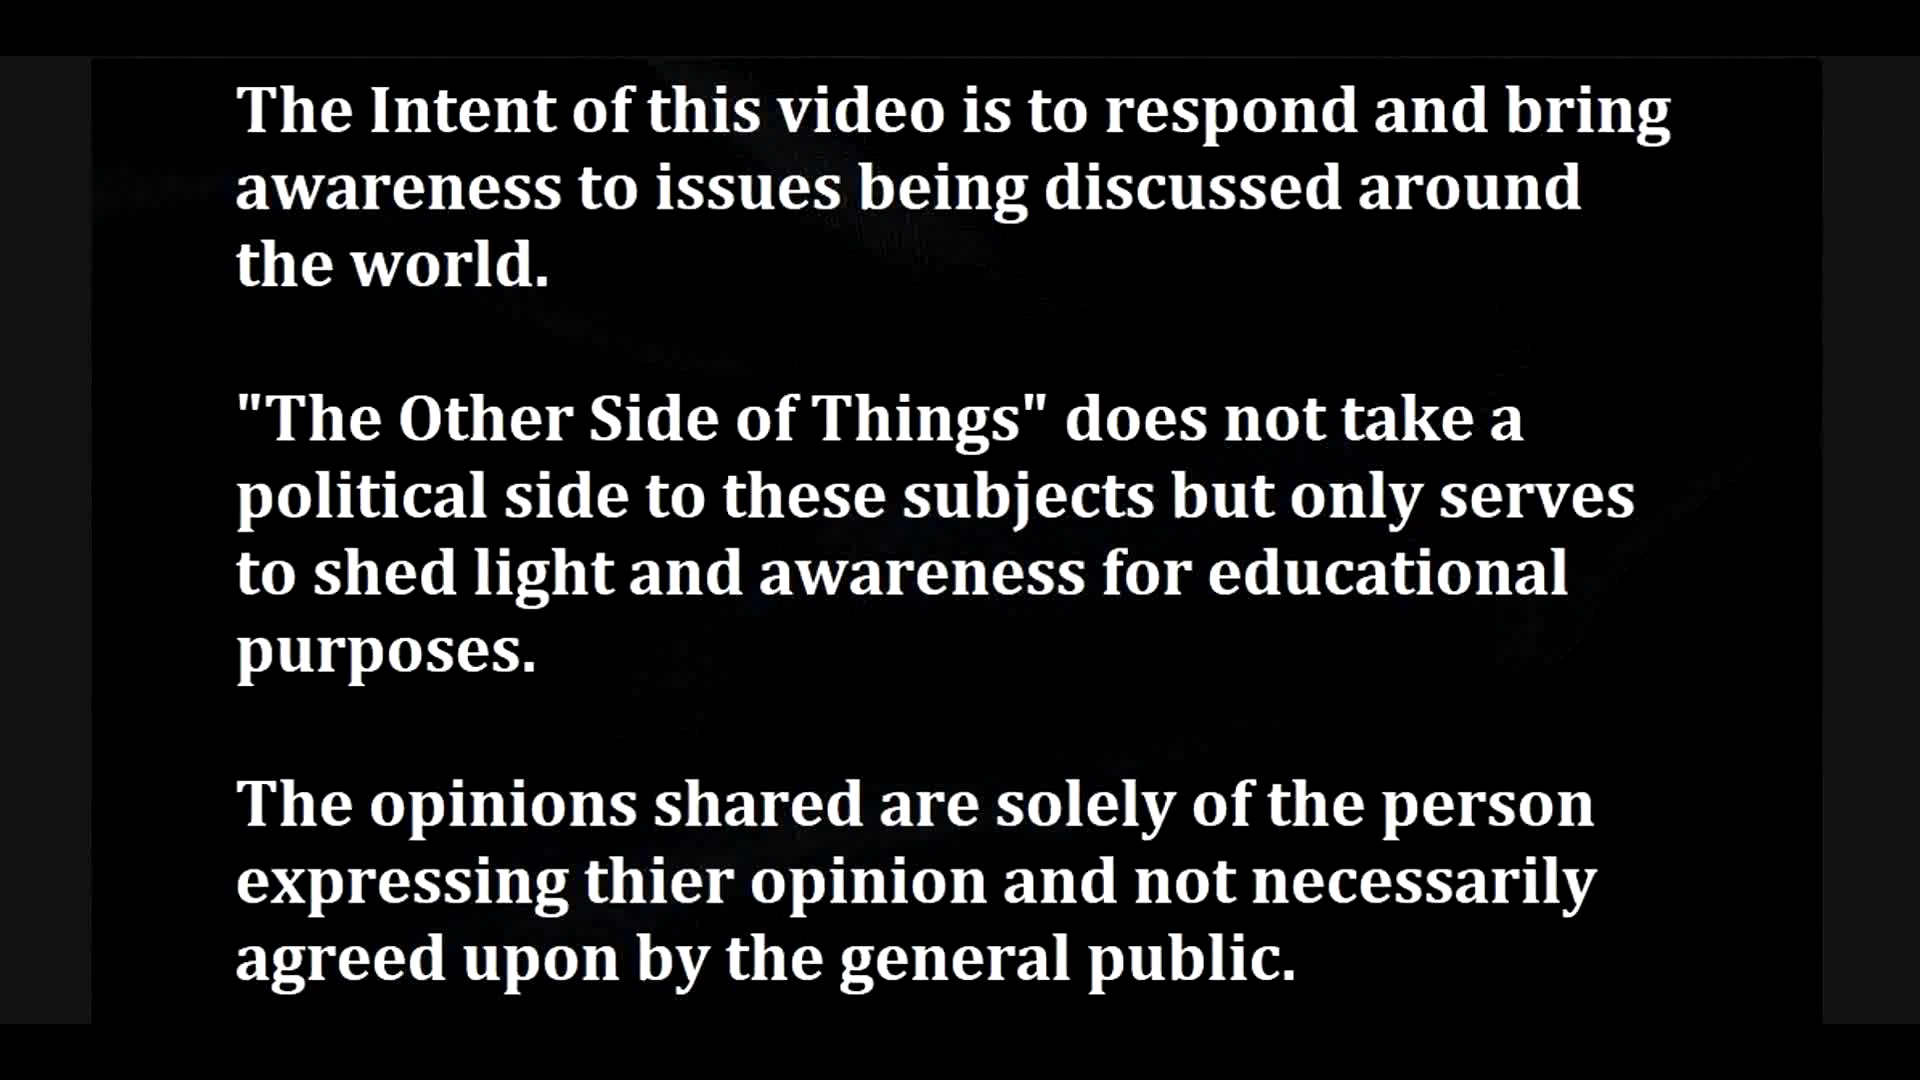 The Intent of this video is to respond and bring
awareness to issues being discussed around
the world.
"The Other Side of Things" does not take a
political side to these subjects but only serves
to shed light and awareness for educational
purposes.
The opinions shared are solely of the person
expressing thier opinion and not necessarily
agreed upon by the general public.